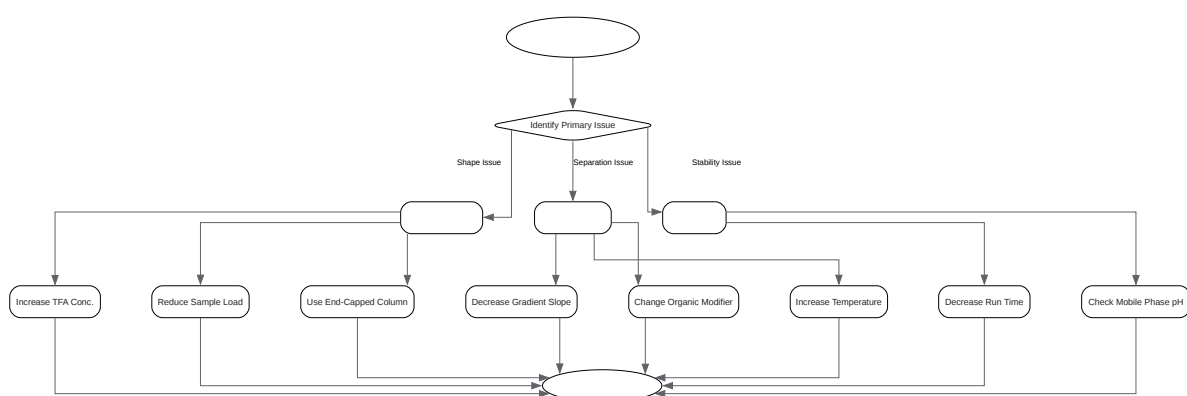 Identify Primary Issue
Shape Issue
Separation Issue
Stability Issue
Increase TFA Conc.
Reduce Sample Load
Use End-Capped Column
Decrease Gradient Slope
Change Organic Modifier
Increase Temperature
Decrease Run Time
Check Mobile Phase pH